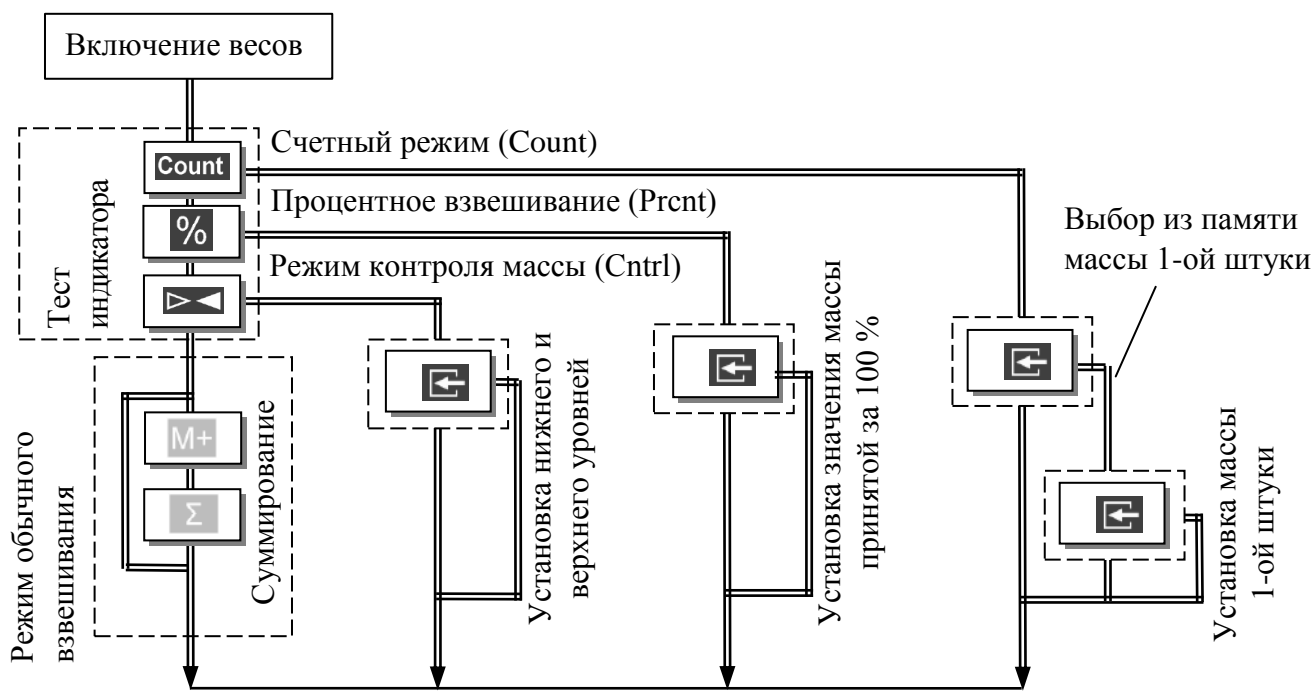 Включение весов
Count
Счетный режим (Count)
%
Процентное взвешивание (Prcnt)
Режим контроля массы (Cntrl)
Тест
индикатора
Выбор из памяти
массы 1-ой штуки
Режим обычного
взвешивания
M+
Σ
Суммирование
Установка нижнего и
верхнего уровней
Установка значения массы
принятой за 100 %
Установка массы
1-ой штуки